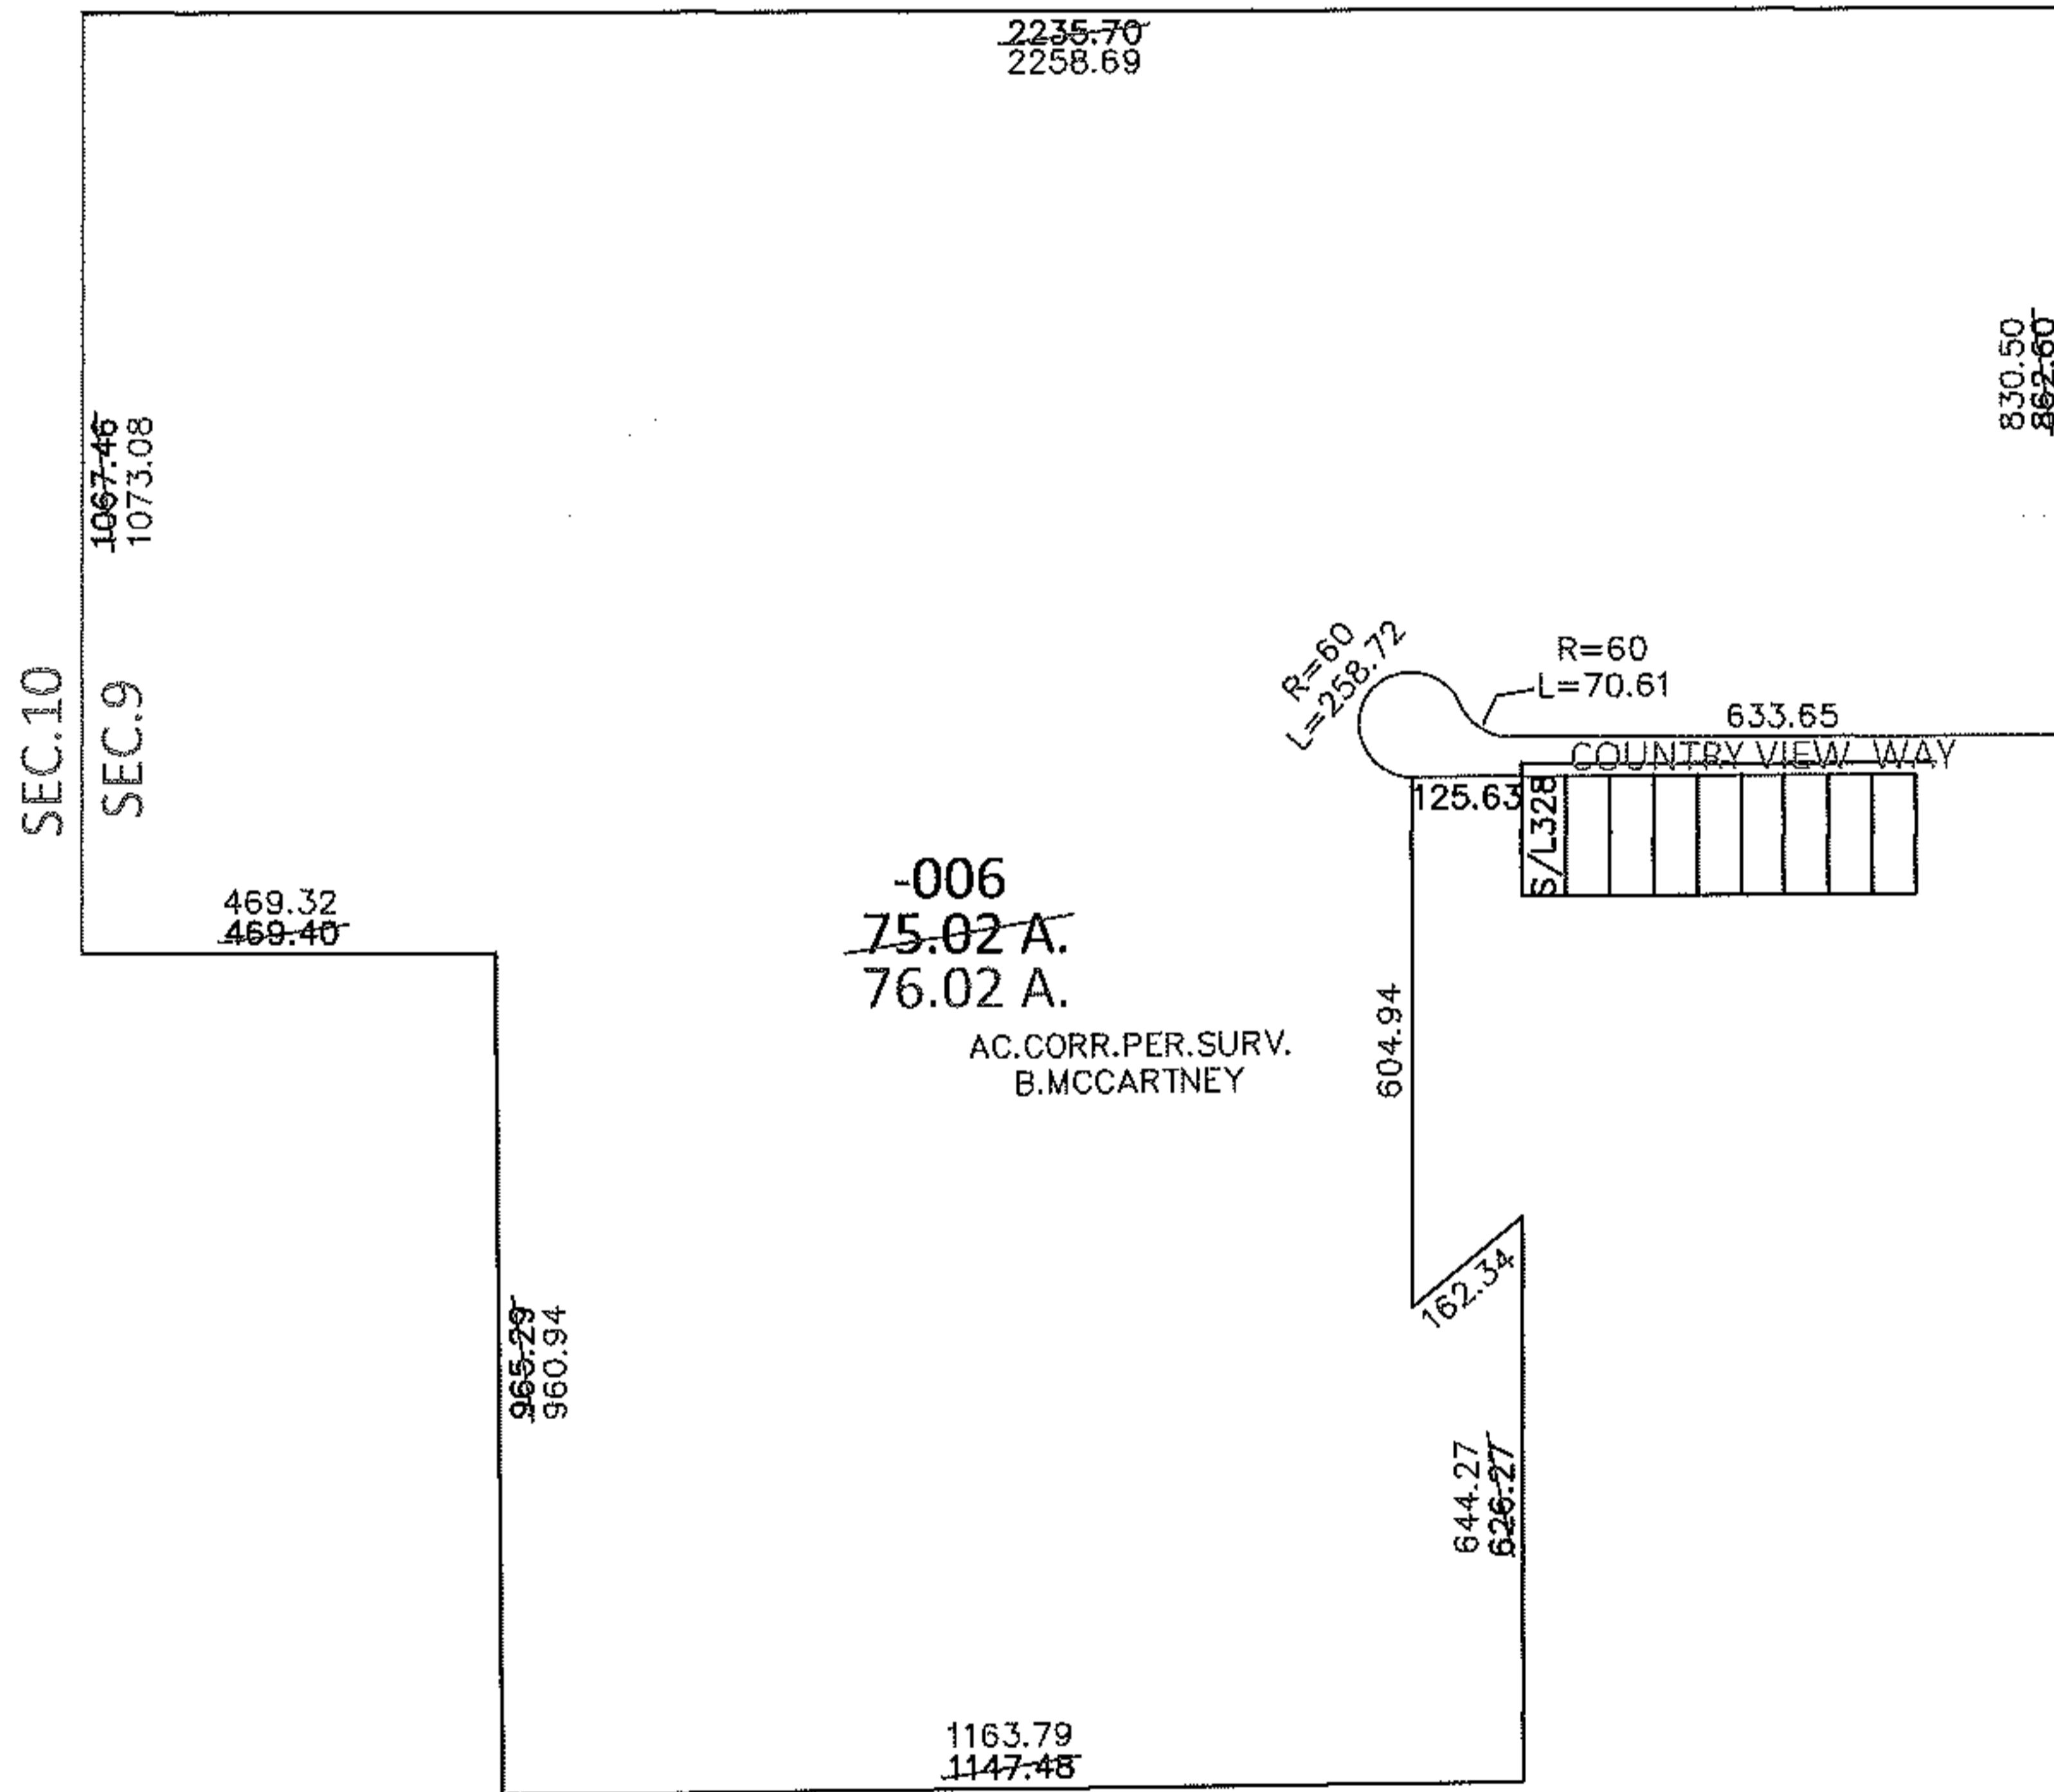 2235.70
2258.69
830.50
862.60
1067.46
1073.08
R=60
L=258.72
R=60
L=70.61
633.65
COUNTRY VIEW WAY
SEC.10
SEC.9
125.63
S/L328
469.32
469.40
-006
75.02 A.
76.02 A.
AC.CORR.PER.SURV.
B.MCCARTNEY
604.94
162.34
965.29
960.94
644.27
626.27
1163.79
1147.48